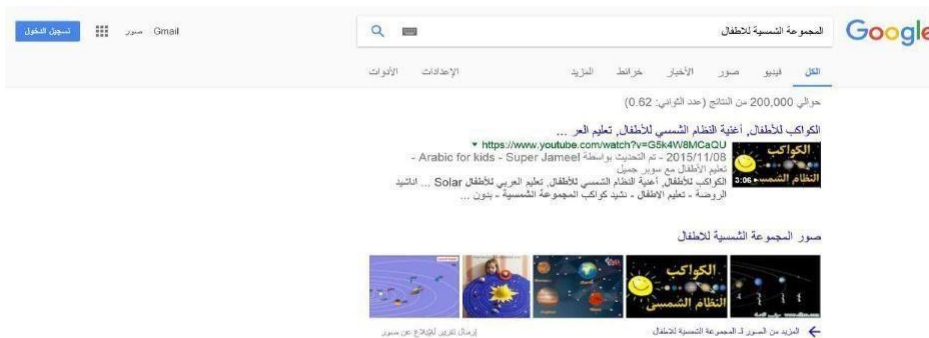 Google
المجموعة الشمسية للاطفال
Gmail صور
تسجيل الدخول
الكل فيديو صور الأخبار خرائط المزيد الإعدادات الأدوات
حوالي 200,000 من النتائج (عدد الثواني: 0.62)
الكواكب للأطفال, أغنية النظام الشمسي للأطفال, تعليم العر ...
https://www.youtube.com/watch?v=G5k4W8MCaQU
2015/11/08 - تم التحديث بواسطة Arabic for kids - Super Jameel -
تعليم الأطفال مع سوبر جميل
الكواكب للأطفال, أغنية النظام الشمسي للأطفال, تعليم العربي للأطفال Solar ... اناشيد
الروضة - تعليم الاطفال - نشيد كواكب المجموعة الشمسية - بدون ...
الكواكب
النظام الشمسي
3:06
صور المجموعة الشمسية للاطفال
الكواكب
النظام الشمسي
المزيد من الصور لـ المجموعة الشمسية للاطفال
إرسال تقرير للإبلاغ عن صور